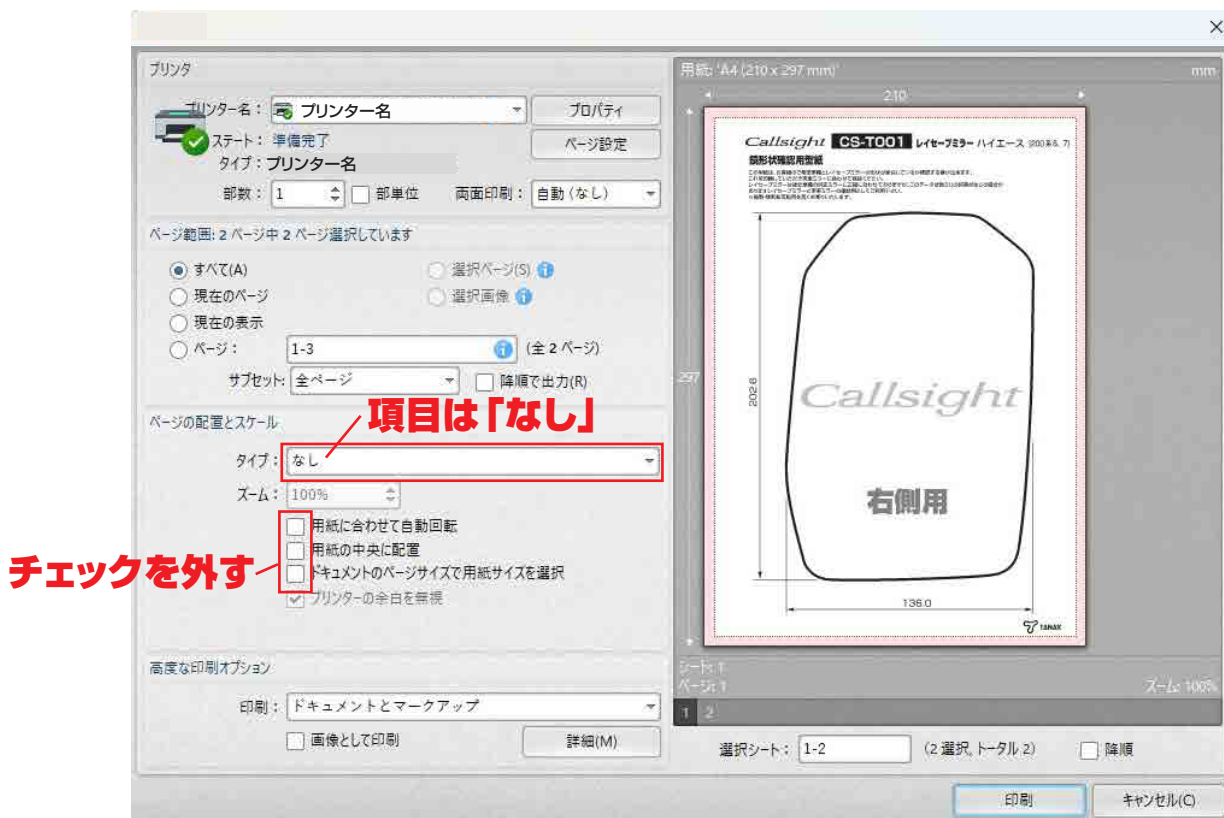 プリンタ
プリンター名： プリンター名
プロパティ
ステート： 準備完了
ページ設定
タイプ：プリンター名
部数： 1
部単位
両面印刷： 自動 (なし)
ページ範囲: 2 ページ中 2 ページ選択しています
すべて(A)
選択ページ(S)
現在のページ
選択画像
現在の表示
ページ： 1-3 (全 2 ページ)
サブセット: 全ページ
降順で出力(R)
ページの配置とスケール
項目は「なし」
タイプ： なし
ズーム： 100%
チェックを外す
用紙に合わせて自動回転
用紙の中央に配置
ドキュメントのページサイズで用紙サイズを選択
プリンターの余白を無視
高度な印刷オプション
印刷： ドキュメントとマークアップ
画像として印刷
詳細(M)
用紙: 'A4 (210 x 297 mm)'
mm
210
297
Callsight CS-T001 レイセーブミラー ハイエース (200系6, 7)
鏡形状確認用型紙
202.6
Callsight
右側用
136.0
TANAX
シート: 1
ページ: 1
ズーム: 100%
1 2
選択シート： 1-2 (2 選択, トータル 2)
降順
印刷
キャンセル(C)